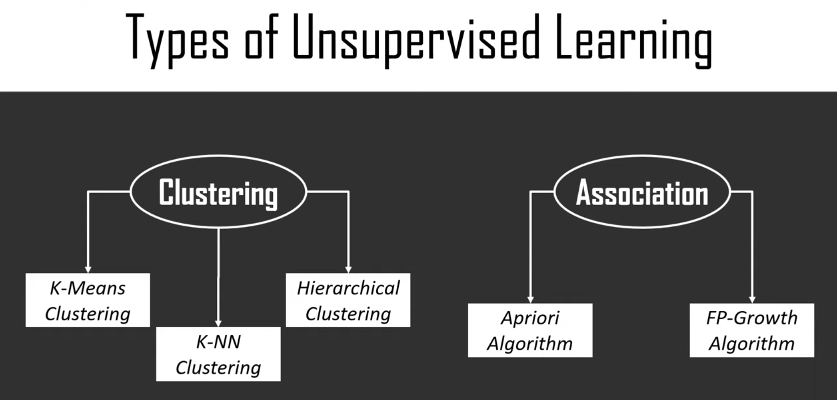 Types of Unsupervised Learning
Clustering
K-Means
Clustering
K-NN
Clustering
Hierarchical
Clustering
Association
Apriori
Algorithm
FP-Growth
Algorithm